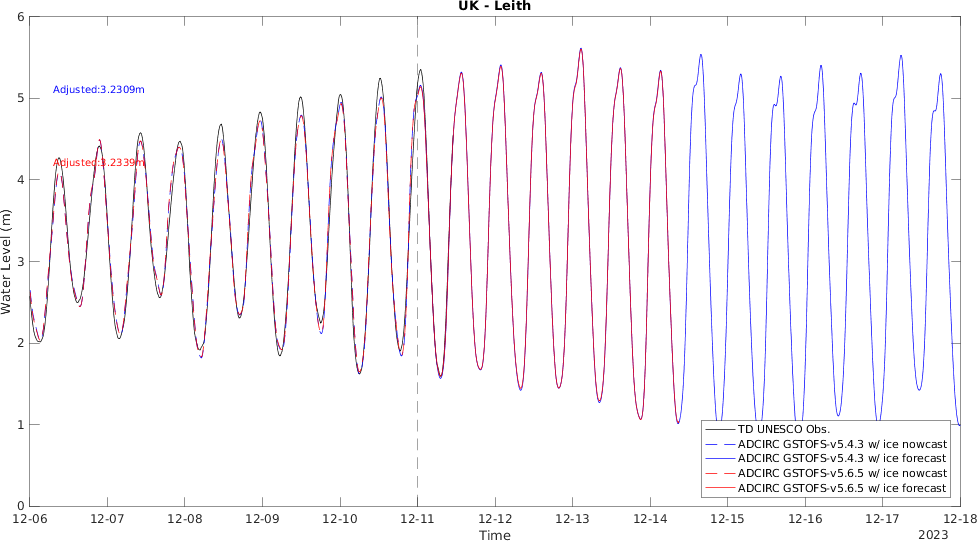 UK - Leith
6
5
4
3
2
1
0
Water Level (m)
Adjusted:3.2309m
Adjusted:3.2339m
TD UNESCO Obs.
ADCIRC GSTOFS-v5.4.3 w/ ice nowcast
ADCIRC GSTOFS-v5.4.3 w/ ice forecast
ADCIRC GSTOFS-v5.6.5 w/ ice nowcast
ADCIRC GSTOFS-v5.6.5 w/ ice forecast
12-06 12-07 12-08 12-09 12-10 12-11 12-12 12-13 12-14 12-15 12-16 12-17 12-18
Time
2023